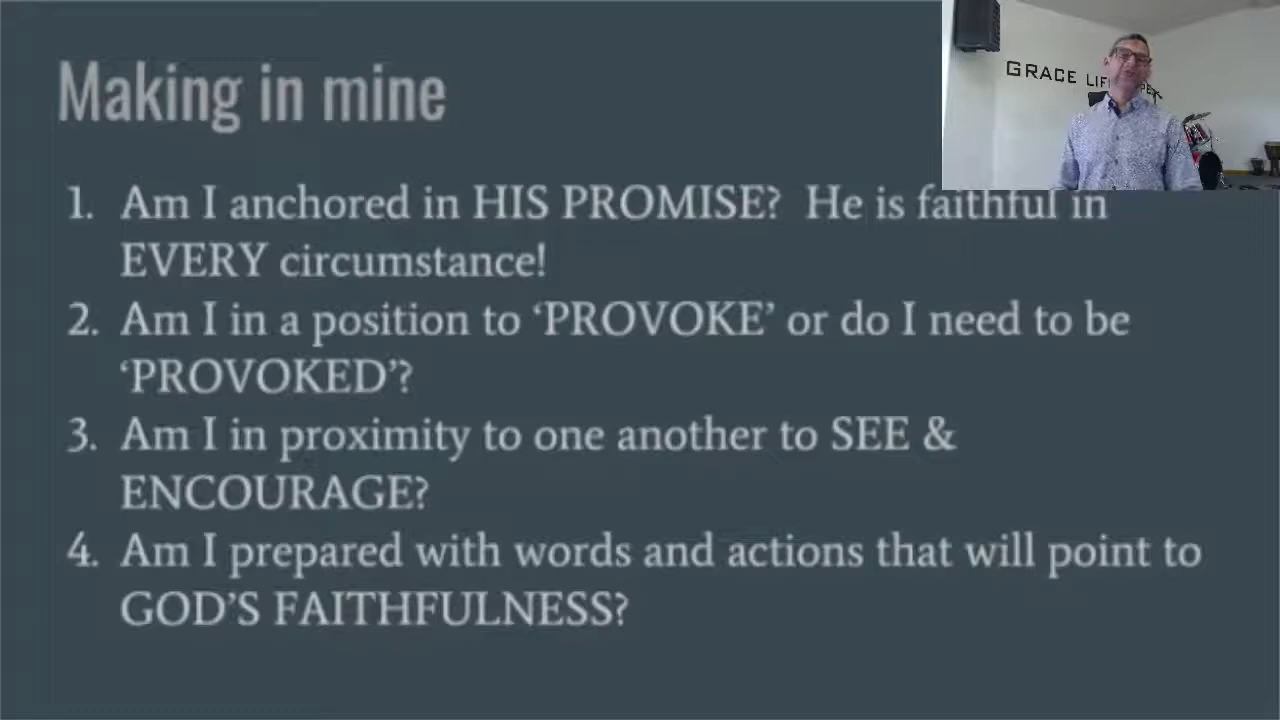 Making in mine
GRACE
1. Am I anchored in HIS PROMISE? He is faithful in
EVERY circumstance!
2. Am I in a position to ‘PROVOKE’ or do I need to be
‘PROVOKED’?
3. Am I in proximity to one another to SEE &
ENCOURAGE?
4. Am I prepared with words and actions that will point to
GOD’S FAITHFULNESS?